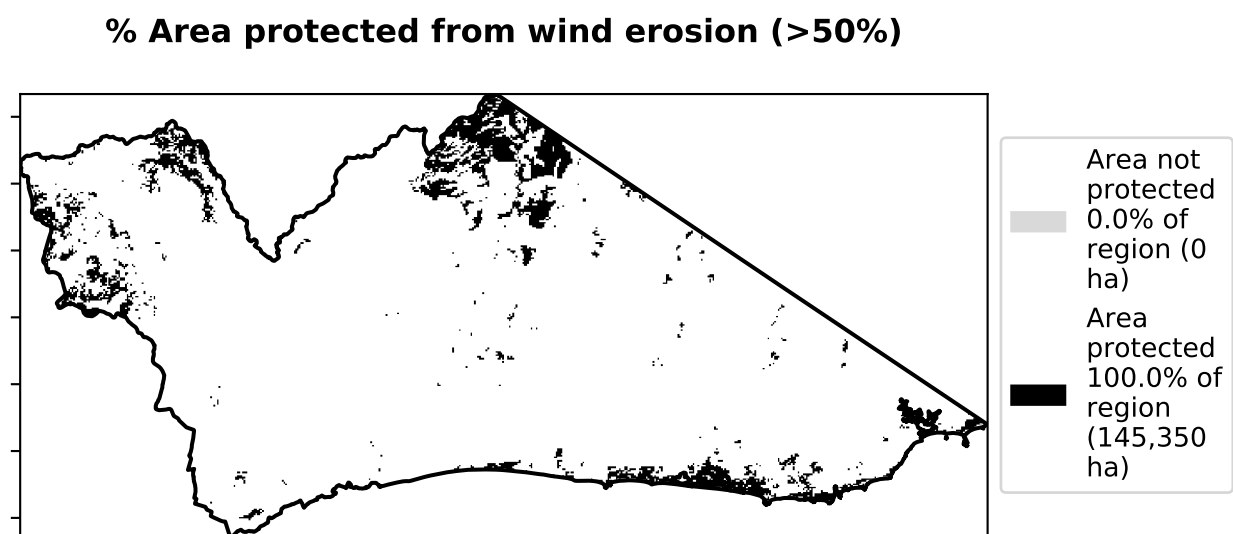 % Area protected from wind erosion (>50%)
Area not
protected
0.0% of
region (0
ha)
Area
protected
100.0% of
region
(145,350
ha)